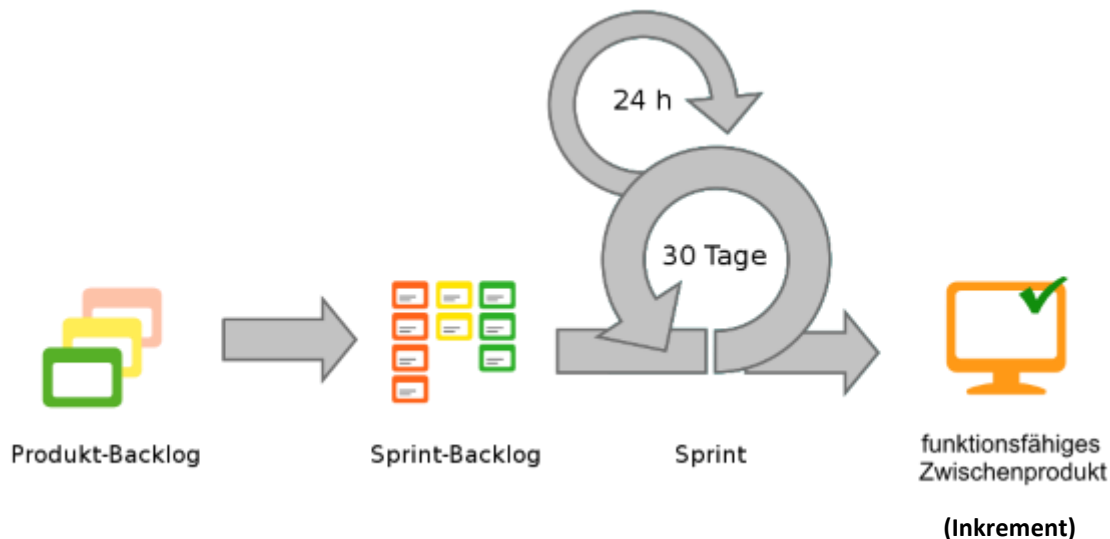 24 h
30 Tage
Produkt-Backlog
Sprint-Backlog
Sprint
funktionsfähiges
Zwischenprodukt
(Inkrement)